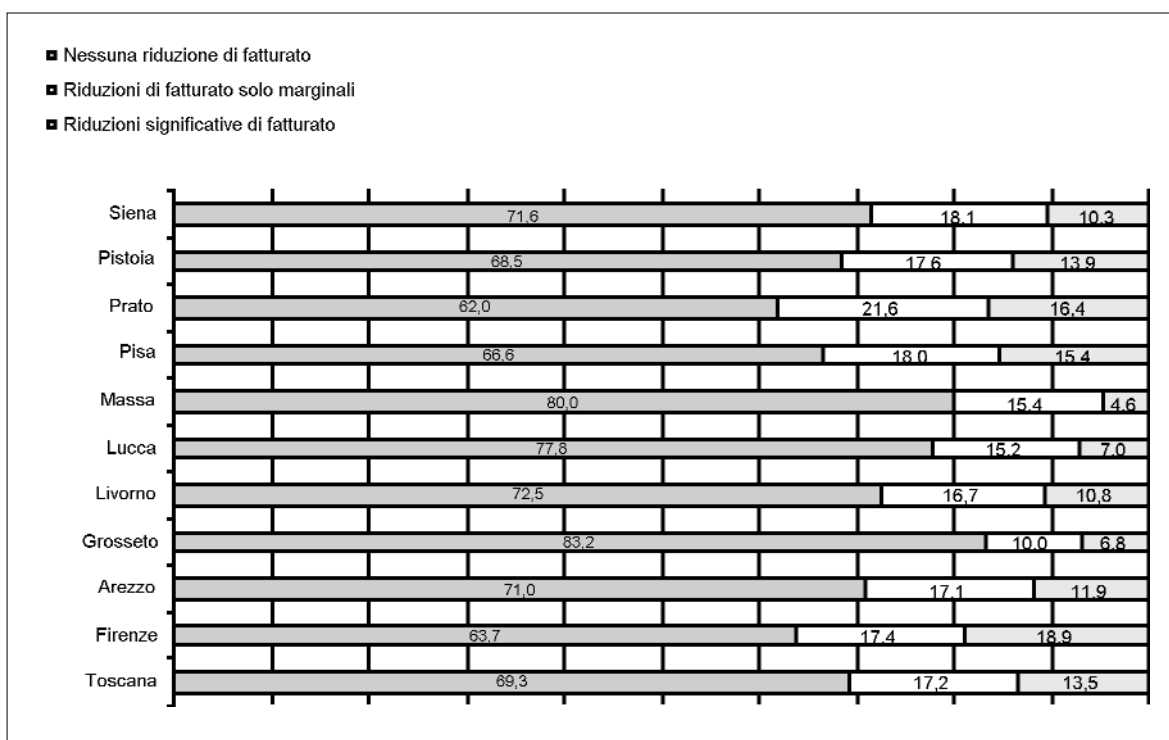 Nessuna riduzione di fatturato
Riduzioni di fatturato solo marginali
Riduzioni significative di fatturato
Siena 71,6 18,1 10,3
Pistoia 68,5 17,6 13,9
Prato 62,0 21,6 16,4
Pisa 66,6 18,0 15,4
Massa 80,0 15,4 4,6
Lucca 77,8 15,2 7,0
Livorno 72,5 16,7 10,8
Grosseto 83,2 10,0 6,8
Arezzo 71,0 17,1 11,9
Firenze 63,7 17,4 18,9
Toscana 69,3 17,2 13,5